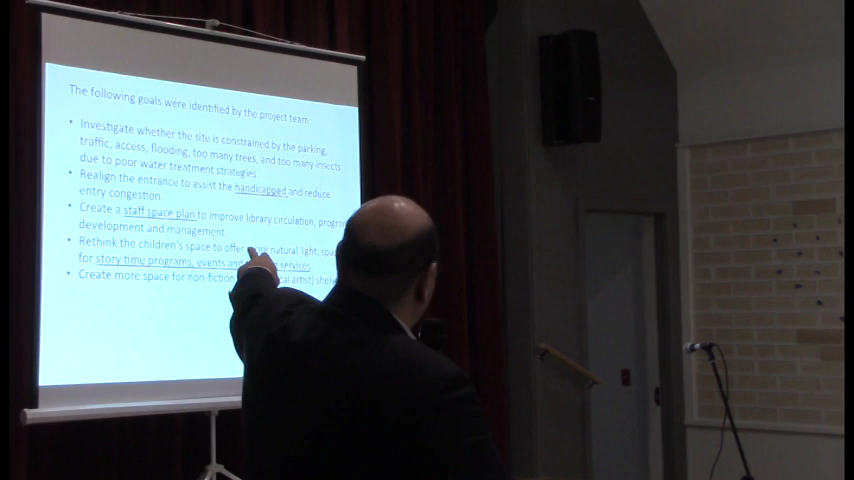 The following goals were identified by the project team:
• Investigate whether the site is constrained by the parking,
traffic, access, flooding, too many trees, and too many insects
due to poor water treatment strategies.
• Realign the entrance to assist the handicapped and reduce
entry congestion.
• Create a staff space plan to improve library circulation, program
development and management.
• Rethink the children's space to offer more natural light,
for story time programs, events and services.
• Create more space for non-fiction artist)